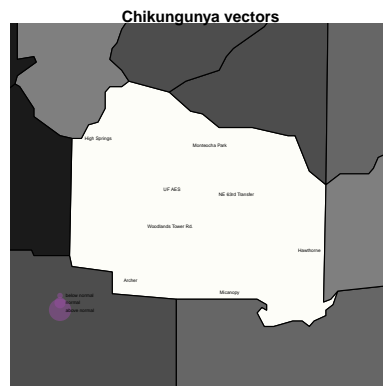 Chikungunya vectors
High Springs
Monteocha Park
UF AES
NE 63rd Transfer
Woodlands Tower Rd.
Hawthorne
Archer
Micanopy
below normal
normal
above normal